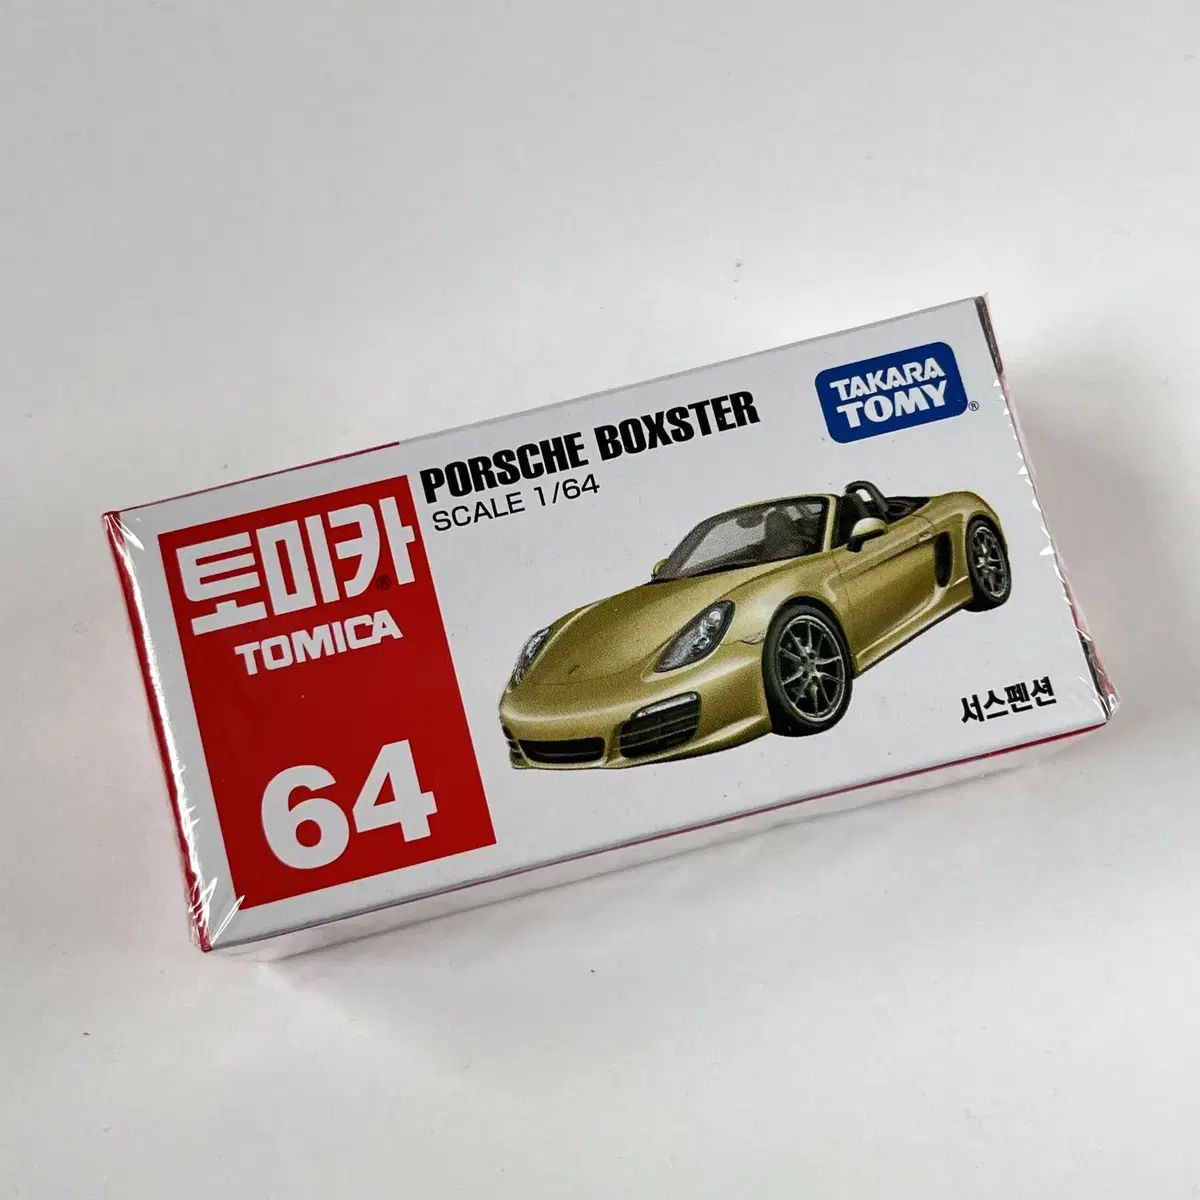 PORSCHE BOXSTER
SCALE 1/64
TAKARA
TOMY®
토미카®
TOMICA
64
서스펜션